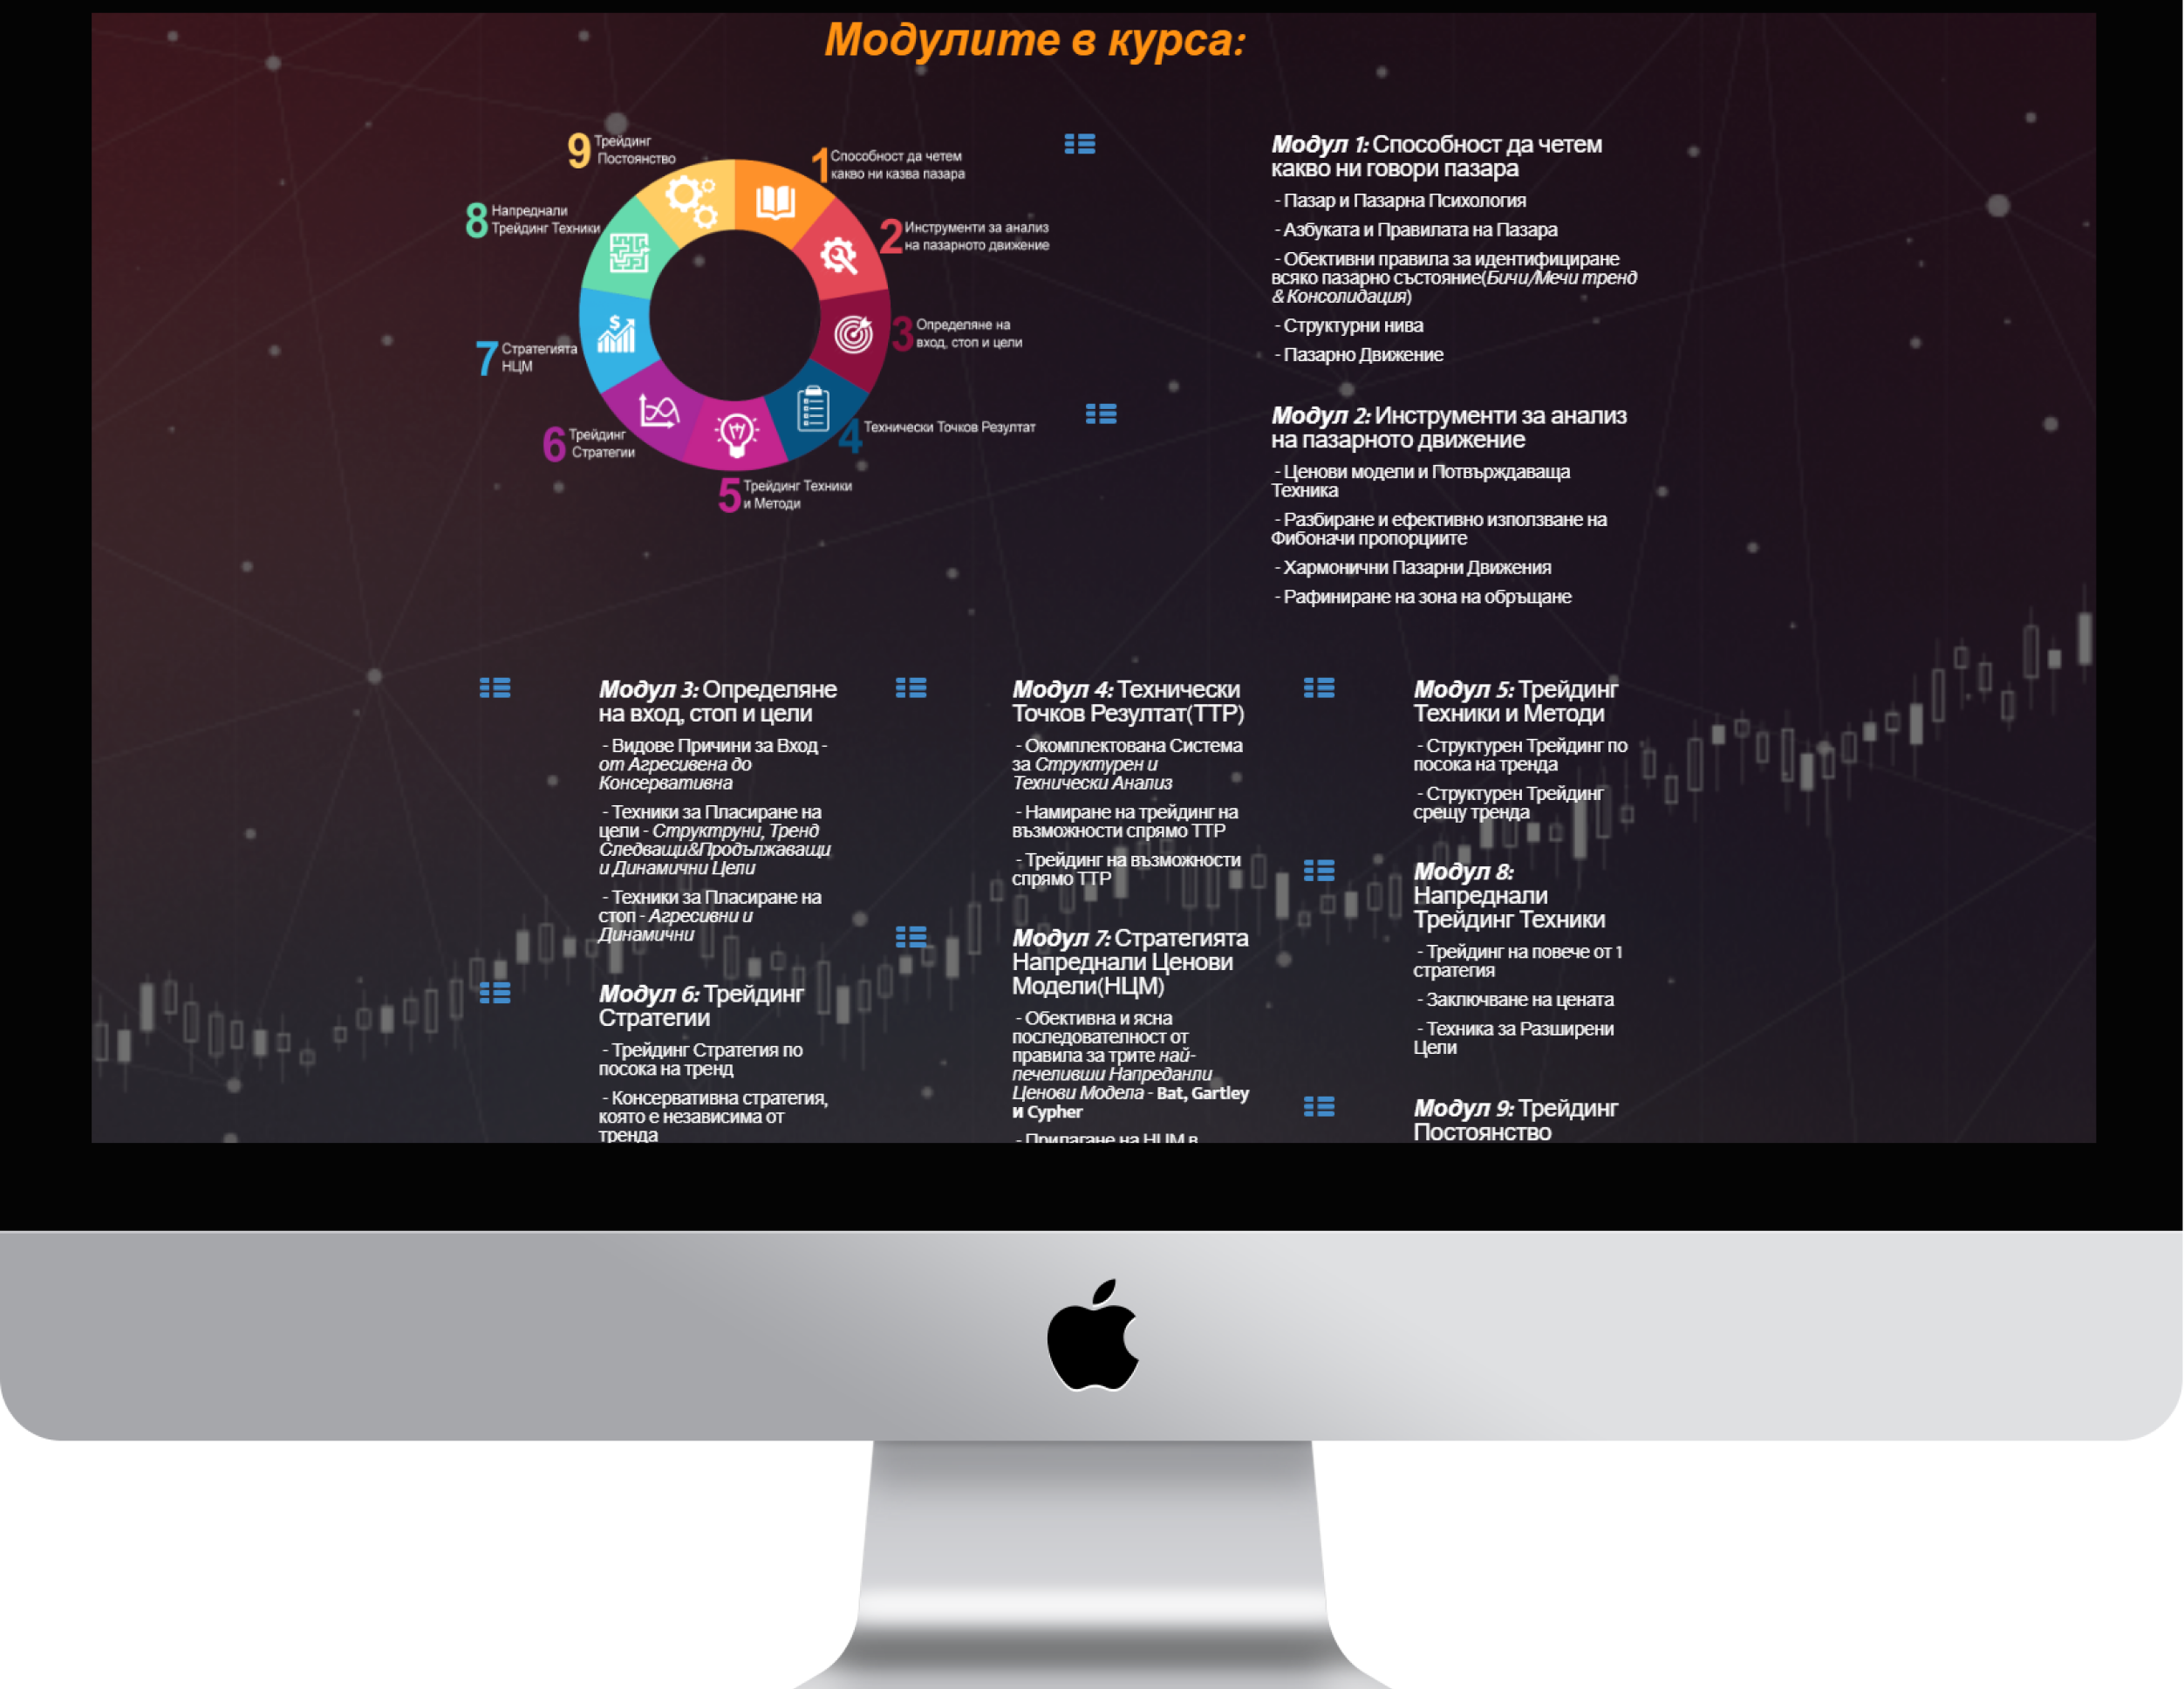 Модулите в курса:
9 Трейдинг
Постоянство
1 Способност да четем
какво ни казва пазара
8 Напреднали
Трейдинг Техники
2 Инструменти за анализ
на пазарното движение
3 Определяне на
вход, стоп и цели
7 Стратегията
НЦМ
4 Технически Точков Резултат
6 Трейдинг
Стратегии
5 Трейдинг Техники
и Методи
Модул 1: Способност да четем
какво ни говори пазара
- Пазар и Пазарна Психология
- Азбуката и Правилата на Пазара
- Обективни правила за идентифициране
всяко пазарно състояние(Бичи/Мечи тренд
& Консолидация)
- Структурни нива
- Пазарно Движение
Модул 2: Инструменти за анализ
на пазарното движение
- Ценови модели и Потвърждаваща
Техника
- Разбиране и ефективно използване на
Фибоначи пропорциите
- Хармонични Пазарни Движения
- Рафиниране на зона на обръщане
Модул 3: Определяне
на вход, стоп и цели
- Видове Причини за Вход -
от Агресивена до
Консервативна
- Техники за Пласиране на
цели - Структруни, Тренд
Следващи&Продължаващи
и Динамични Цели
- Техники за Пласиране на
стоп - Агресивни и
Динамични
Модул 6: Трейдинг
Стратегии
- Трейдинг Стратегия по
посока на тренд
- Консервативна стратегия,
която е независима от
тренда
Модул 4: Технически
Точков Резултат(ТТР)
- Окомплектована Система
за Структурен и
Технически Анализ
- Намиране на трейдинг на
възможности спрямо ТТР
- Трейдинг на възможности
спрямо ТТР
Модул 7: Стратегията
Напреднали Ценови
Модели(НЦМ)
- Обективна и ясна
последователност от
правила за трите най-
печеливши Напреданли
Ценови Модела - Bat, Gartley
и Cypher
- Прилагане на НЦМ в
Модул 5: Трейдинг
Техники и Методи
- Структурен Трейдинг по
посока на тренда
- Структурен Трейдинг
срещу тренда
Модул 8:
Напреднали
Трейдинг Техники
- Трейдинг на повече от 1
стратегия
- Заключване на цената
- Техника за Разширени
Цели
Модул 9: Трейдинг
Постоянство